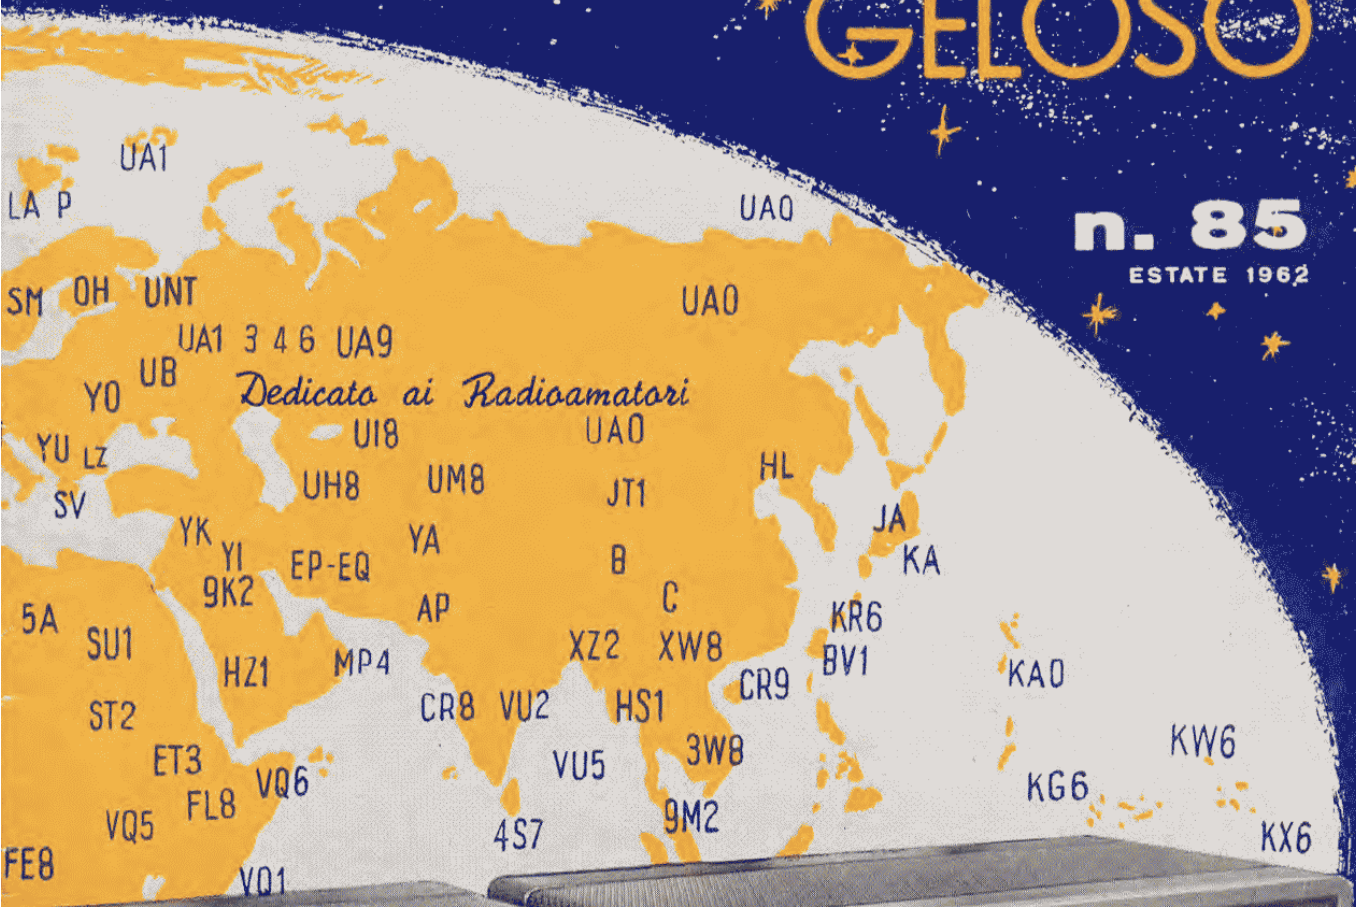 GELOSO
n. 85
ESTATE 1962
UA1
LA P
UA0
SM OH UNT
UA0
UA1 3 4 6 UA9
UB
Dedicato ai Radioamatori
YO
UI8
UA0
YU LZ
UH8
UM8
HL
JT1
SV
YK
YI
EP-EQ
YA
JA
KA
B
9K2
C
AP
5A
SU1
KR6
XZ2
XW8
BV1
HZ1
MP4
CR9
KA0
ST2
CR8 VU2
HS1
3W8
KW6
ET3
VU5
VQ6
KG6
FL8
VQ5
9M2
4S7
KX6
FE8
VQ1